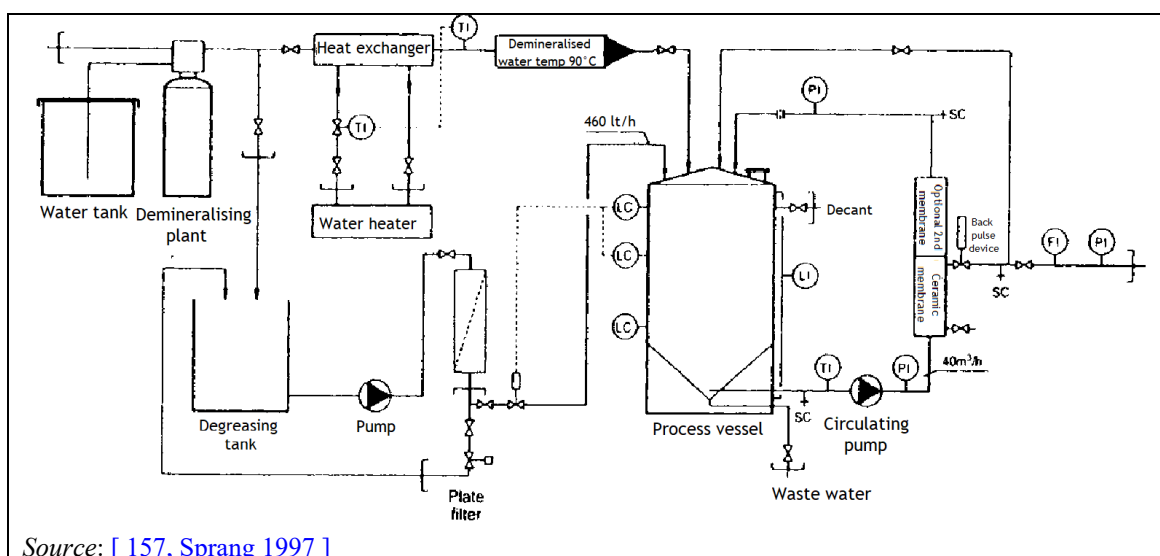 TI
Heat exchanger
Demineralised
water temp 90°C
TI
PI
SC
460 lt/h
Water tank
Demineralising
plant
Water heater
LC
Decant
Optional 2nd
membrane
Back
pulse
device
FI
PI
LC
LI
SC
Ceramic
membrane
LC
TI
PI
40m³/h
SC
Degreasing
tank
Pump
Process vessel
Circulating
pump
Plate
filter
Waste water
Source: [ 157, Sprang 1997 ]